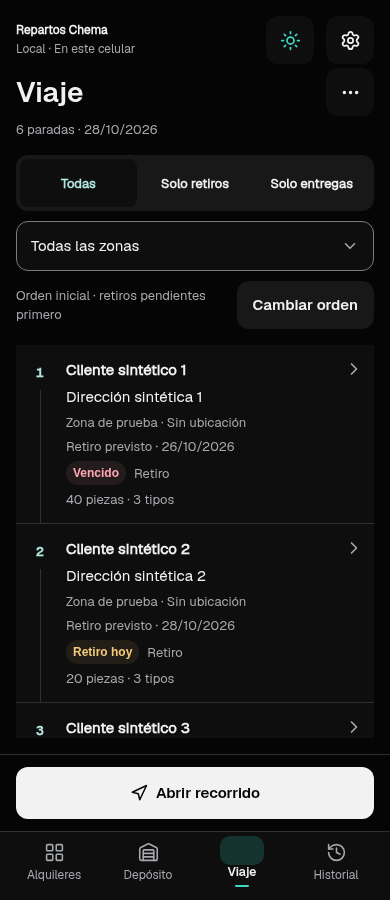 Repartos Chema
Local · En este celular
Viaje
6 paradas · 28/10/2026
Todas
Solo retiros
Solo entregas
Todas las zonas
Orden inicial · retiros pendientes
primero
Cambiar orden
1
Cliente sintético 1
Dirección sintética 1
Zona de prueba · Sin ubicación
Retiro previsto · 26/10/2026
Vencido Retiro
40 piezas · 3 tipos
2
Cliente sintético 2
Dirección sintética 2
Zona de prueba · Sin ubicación
Retiro previsto · 28/10/2026
Retiro hoy Retiro
20 piezas · 3 tipos
3
Cliente sintético 3
Abrir recorrido
Alquileres
Depósito
Viaje
Historial